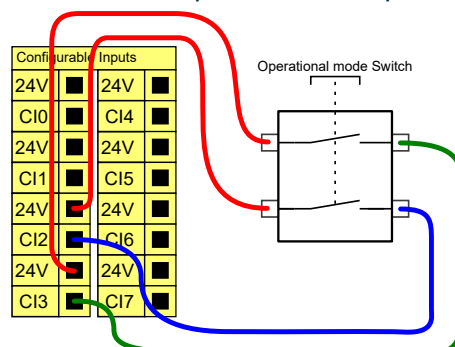 Configurable Inputs
Operational mode Switch
24V 24V
CI0 CI4
24V 24V
CI1 CI5
24V 24V
CI2 CI6
24V 24V
CI3 CI7